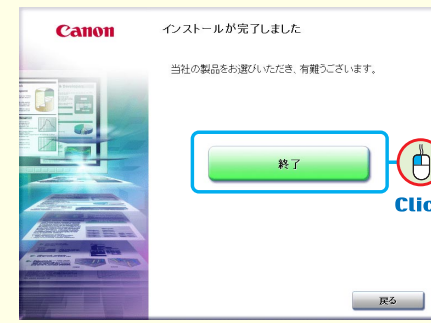 Canon
インストールが完了しました
当社の製品をお選びいただき、有難うございます。
終了
Clic
戻る